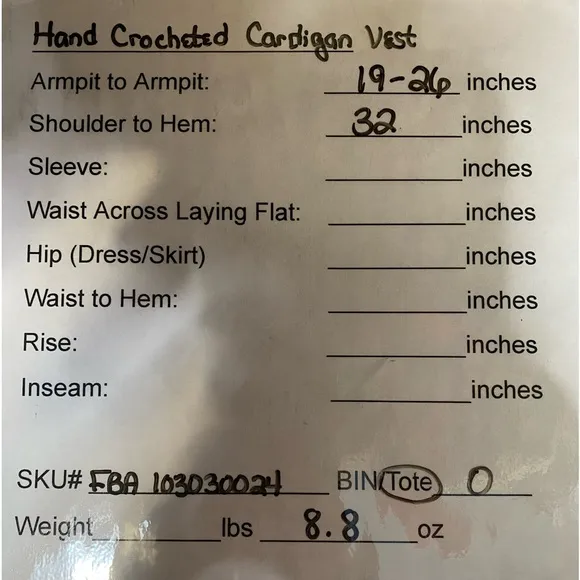 Hand Crocheted Cardigan Vest
Armpit to Armpit: 19-26 inches
Shoulder to Hem: 32 inches
Sleeve: inches
Waist Across Laying Flat: inches
Hip (Dress/Skirt) inches
Waist to Hem: inches
Rise: inches
Inseam: inches
SKU# FBA 103030024 BIN/Tote 0
Weight lbs 8.8 oz